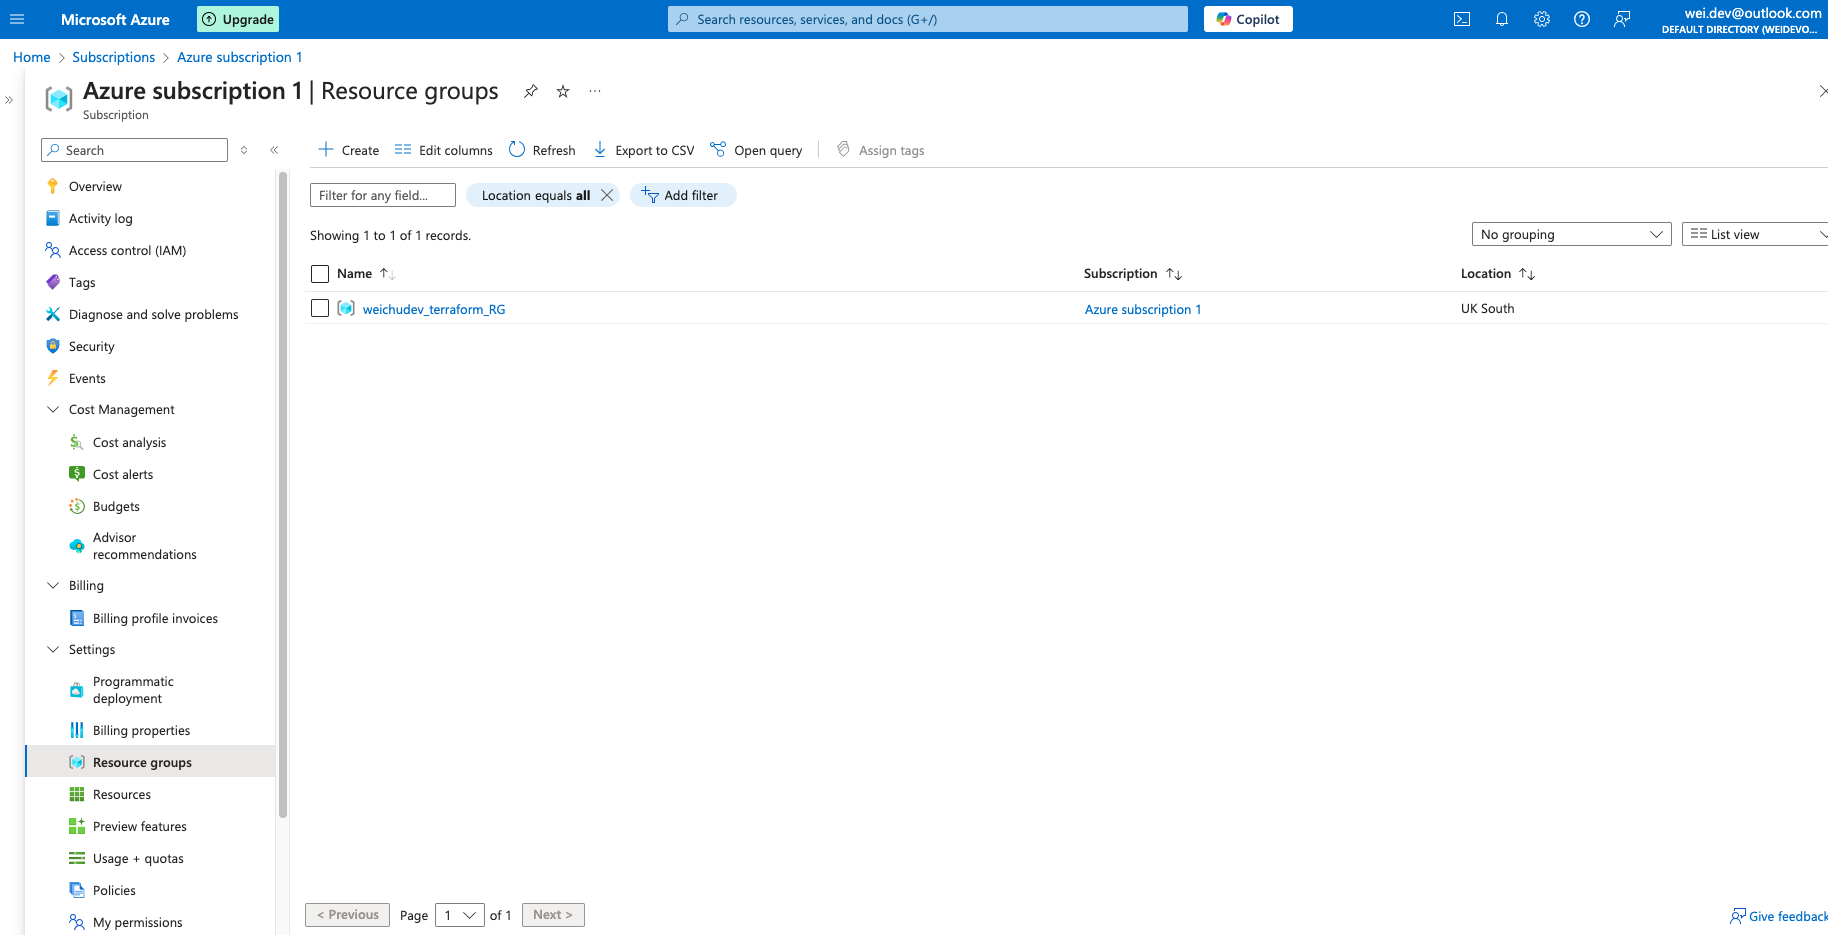 Microsoft Azure
Upgrade
Search resources, services, and docs (G+/)
Copilot
wei.dev@outlook.com
DEFAULT DIRECTORY (WEIDEVO...
Home > Subscriptions > Azure subscription 1
Azure subscription 1 | Resource groups
Subscription
Search
Overview
Activity log
Access control (IAM)
Tags
Diagnose and solve problems
Security
Events
Cost Management
Cost analysis
Cost alerts
Budgets
Advisor
recommendations
Billing
Billing profile invoices
Settings
Programmatic
deployment
Billing properties
Resource groups
Resources
Preview features
Usage + quotas
Policies
My permissions
Create
Edit columns
Refresh
Export to CSV
Open query
Assign tags
Filter for any field...
Location equals all
Add filter
Showing 1 to 1 of 1 records.
No grouping
List view
Name Subscription Location
weichudev_terraform_RG Azure subscription 1 UK South
< Previous Page 1 of 1 Next >
Give feedback